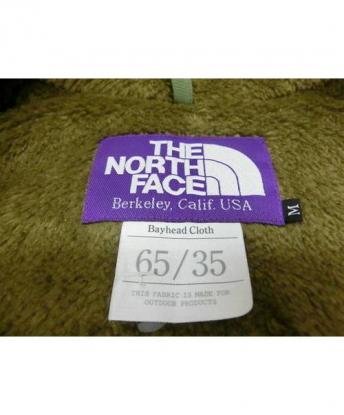 THE
NORTH
FACE
Berkeley, Calif. USA
M
Bayhead Cloth
65/35
THIS FABRIC IS MADE FOR
OUTDOOR PRODUCTS